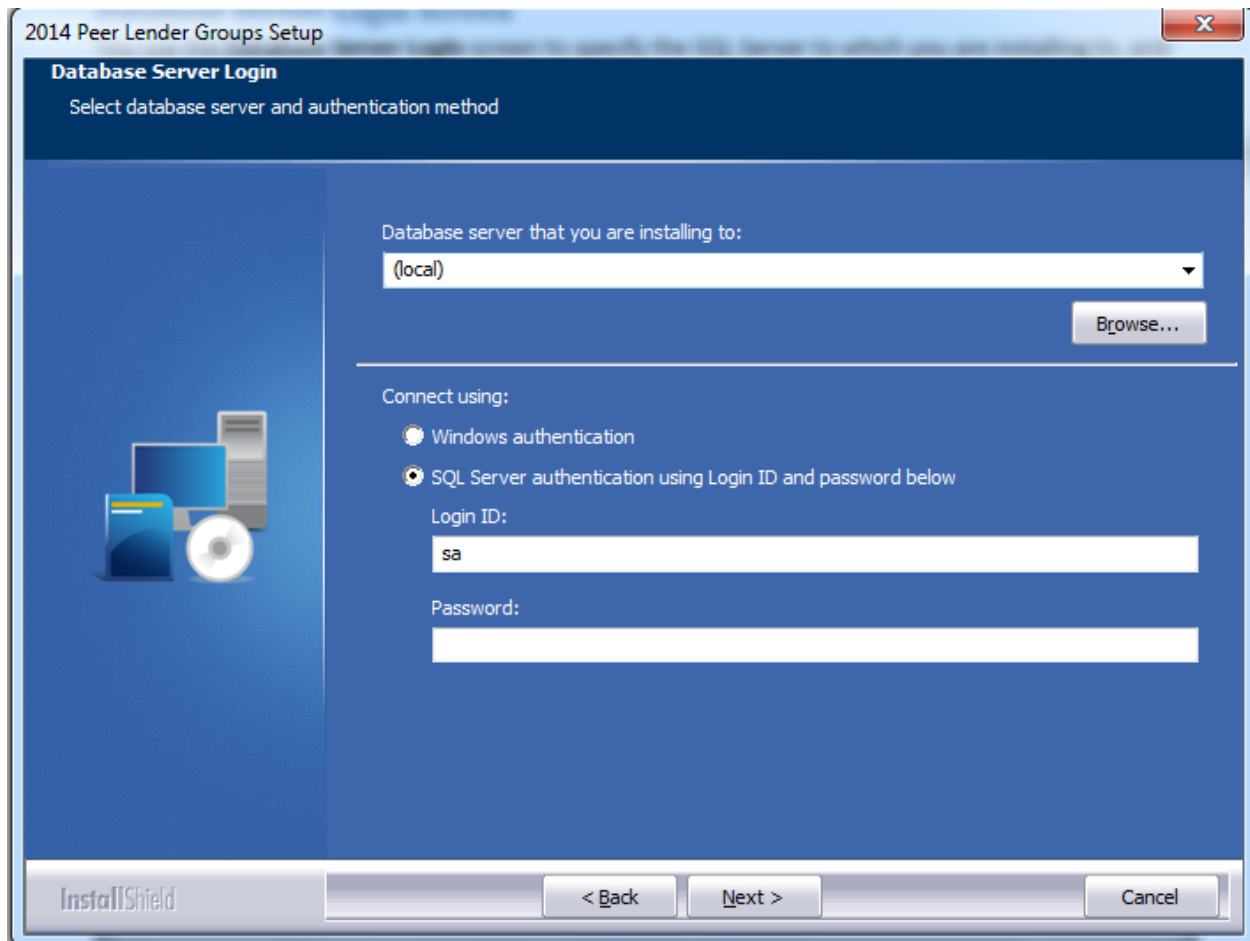 2014 Peer Lender Groups Setup
Database Server Login
Select database server and authentication method
Database server that you are installing to:
(local)
Browse...
Connect using:
Windows authentication
SQL Server authentication using Login ID and password below
Login ID:
sa
Password:
InstallShield
< Back
Next >
Cancel